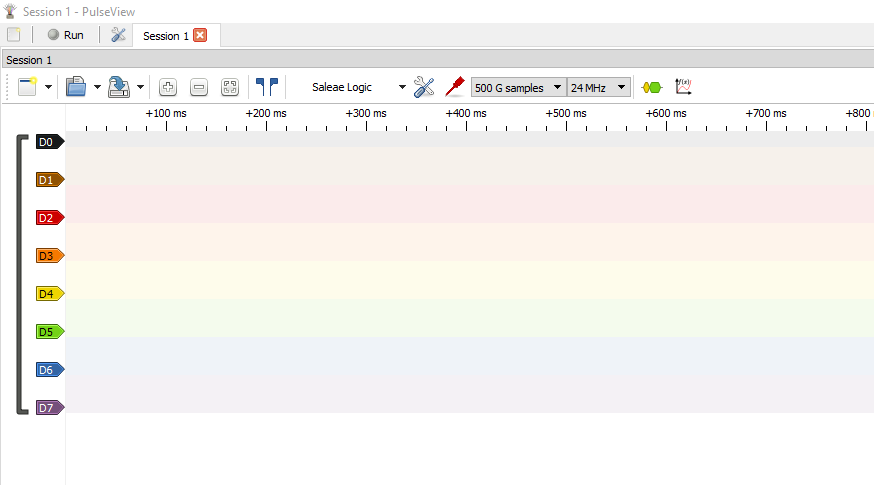 Session 1 - PulseView
Run
Session 1
Session 1
Saleae Logic
500 G samples
24 MHz
f(x)
+100 ms +200 ms +300 ms +400 ms +500 ms +600 ms +700 ms +800
D0
D1
D2
D3
D4
D5
D6
D7